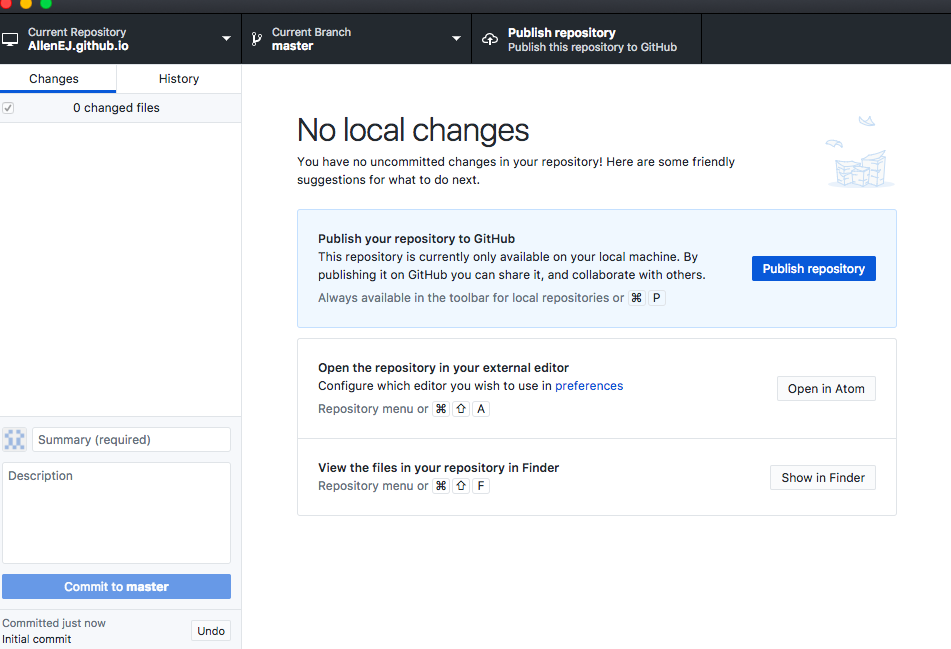 Current Repository
AllenEJ.github.io
Current Branch
master
Publish repository
Publish this repository to GitHub
Changes
History
0 changed files
No local changes
You have no uncommitted changes in your repository! Here are some friendly
suggestions for what to do next.
Publish your repository to GitHub
This repository is currently only available on your local machine. By
publishing it on GitHub you can share it, and collaborate with others.
Always available in the toolbar for local repositories or ⌘ P
Publish repository
Open the repository in your external editor
Configure which editor you wish to use in preferences
Repository menu or ⌘ ⇧ A
Open in Atom
View the files in your repository in Finder
Repository menu or ⌘ ⇧ F
Show in Finder
Summary (required)
Description
Commit to master
Committed just now
Initial commit
Undo